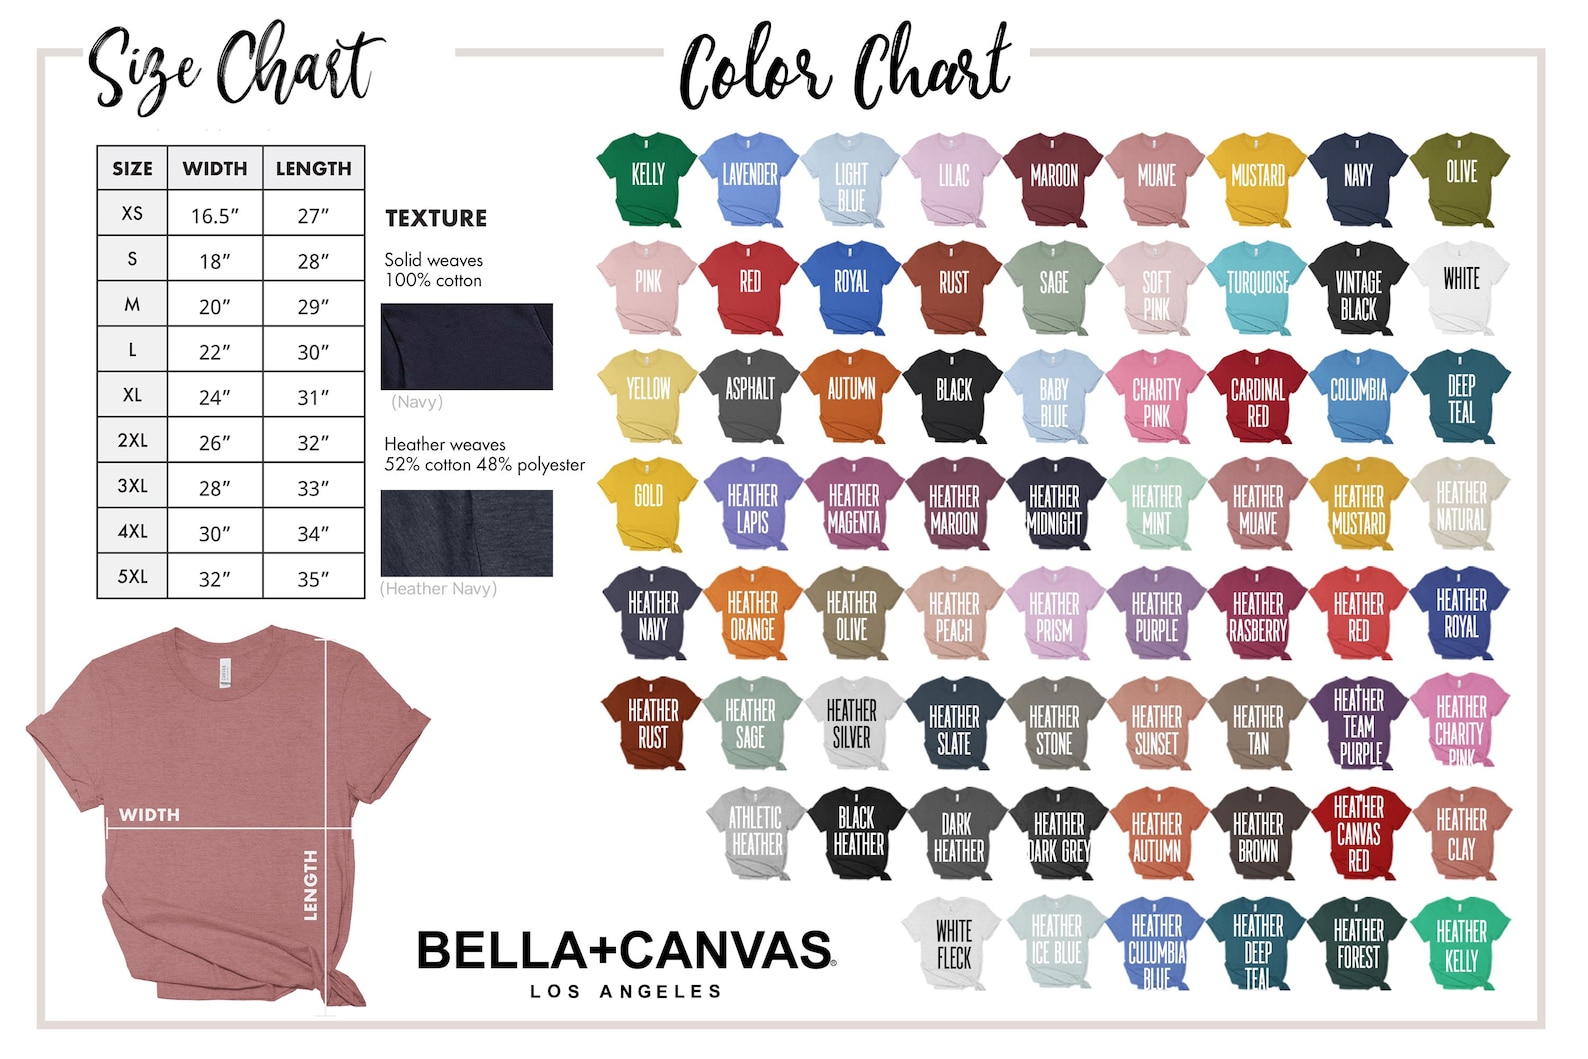 Size Chart
Color Chart
SIZE WIDTH LENGTH
XS 16.5” 27”
S 18” 28”
M 20” 29”
L 22” 30”
XL 24” 31”
2XL 26” 32”
3XL 28” 33”
4XL 30” 34”
5XL 32” 35”
TEXTURE
Solid weaves
100% cotton
(Navy)
Heather weaves
52% cotton 48% polyester
(Heather Navy)
WIDTH
LENGTH
KELLY
LAVENDER
LIGHT
BLUE
LILAC
MAROON
MUAVE
MUSTARD
NAVY
OLIVE
PINK
RED
ROYAL
RUST
SAGE
SOFT
PINK
TURQUOISE
VINTAGE
BLACK
WHITE
YELLOW
ASPHALT
AUTUMN
BLACK
BABY
BLUE
CHARITY
PINK
CARDINAL
RED
COLUMBIA
DEEP
TEAL
GOLD
HEATHER
LAPIS
HEATHER
MAGENTA
HEATHER
MAROON
HEATHER
MIDNIGHT
HEATHER
MINT
HEATHER
MUAVE
HEATHER
MUSTARD
HEATHER
NATURAL
HEATHER
NAVY
HEATHER
ORANGE
HEATHER
OLIVE
HEATHER
PEACH
HEATHER
PRISM
HEATHER
PURPLE
HEATHER
RASBERRY
HEATHER
RED
HEATHER
ROYAL
HEATHER
RUST
HEATHER
SAGE
HEATHER
SILVER
HEATHER
SLATE
HEATHER
STONE
HEATHER
SUNSET
HEATHER
TAN
HEATHER
TEAM
PURPLE
HEATHER
CHARITY
PINK
ATHLETIC
HEATHER
BLACK
HEATHER
DARK
HEATHER
HEATHER
DARK GREY
HEATHER
AUTUMN
HEATHER
BROWN
HEATHER
CANVAS
RED
HEATHER
CLAY
WHITE
FLECK
HEATHER
ICE BLUE
HEATHER
CULUMBIA
BLUE
HEATHER
DEEP
TEAL
HEATHER
FOREST
HEATHER
KELLY
BELLA+CANVAS®
LOS ANGELES